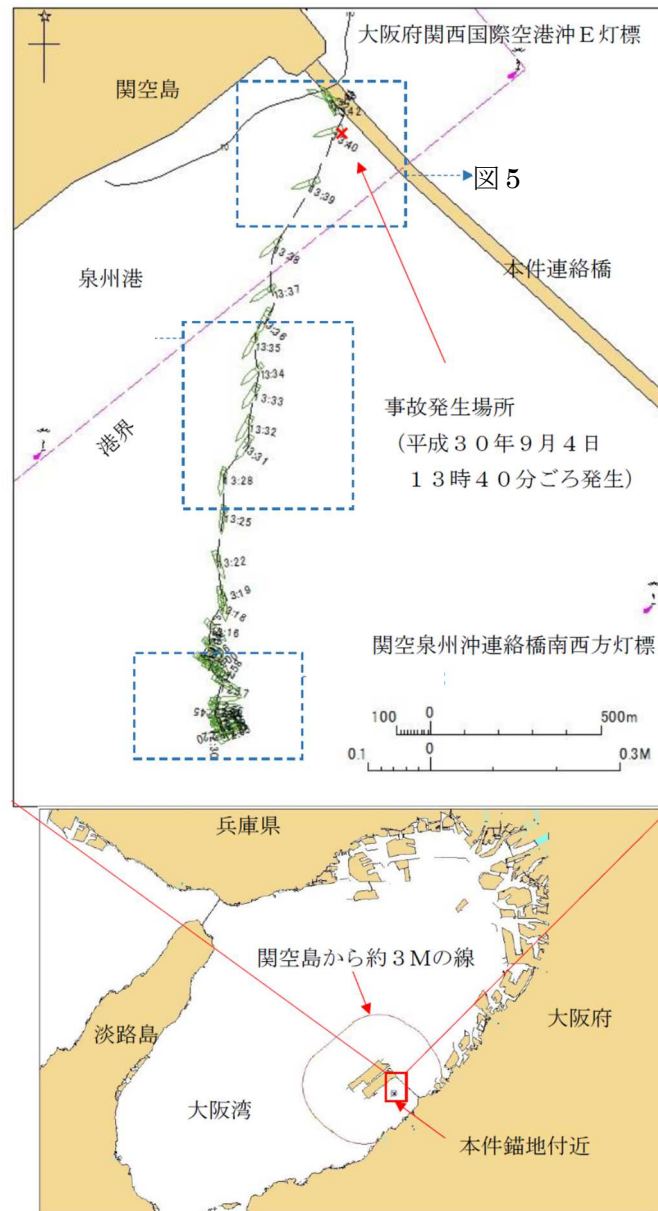 大阪府関西国際空港沖E灯標
関空島
13:42
13:40
図5
13:39
泉州港
13:38
本件連絡橋
13:37
13:36
13:35
13:34
13:33
事故発生場所
（平成30年9月4日
13時40分ごろ発生）
港界
13:32
13:31
13:28
13:25
13:22
13:19
関空泉州沖連絡橋南西方灯標
100
0
500m
0.1
0
0.3M
兵庫県
関空島から約3Mの線
大阪府
淡路島
大阪湾
本件錨地付近